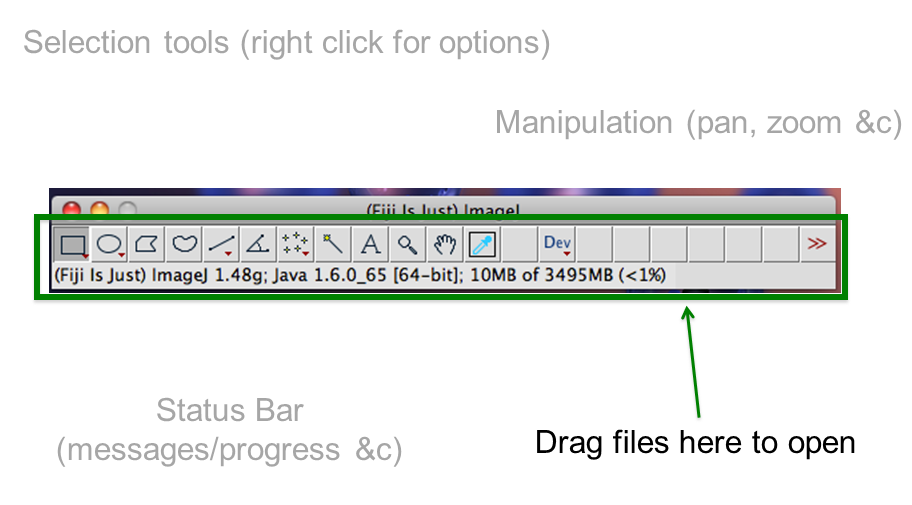 Selection tools (right click for options)
Manipulation (pan, zoom &c)
(Fiji Is Just) ImageJ
A
Dev
>>
(Fiji Is Just) ImageJ 1.48g; Java 1.6.0_65 [64-bit]; 10MB of 3495MB (<1%)
Status Bar
(messages/progress &c)
Drag files here to open